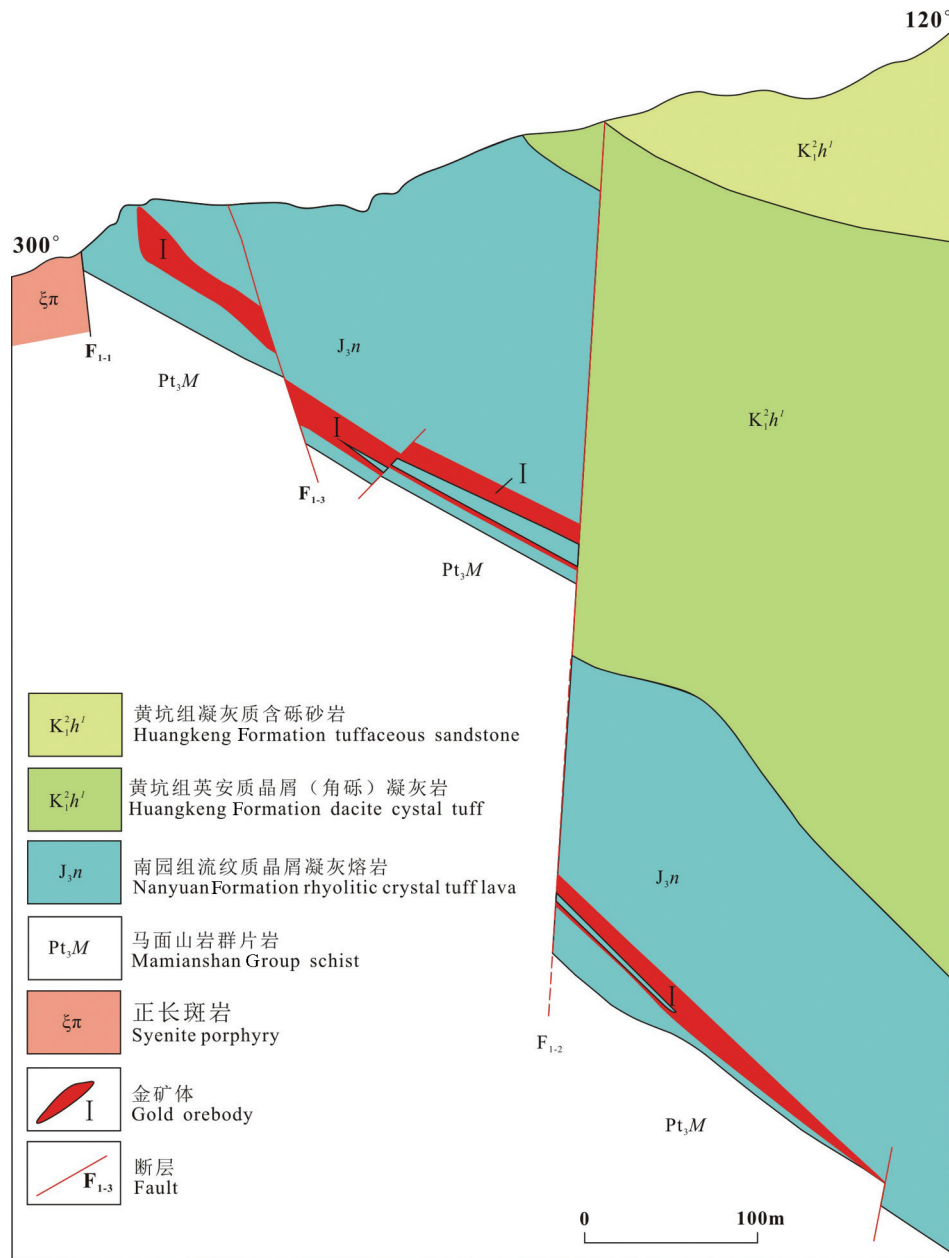 120°
K₁²hˡ
300°
I
ξπ
J₃n
F₁₋₁
Pt₃M
K₁²hˡ
I
I
F₁₋₃
Pt₃M
K₁²hˡ
黄坑组凝灰质含砾砂岩
Huangkeng Formation tuffaceous sandstone
K₁²hˡ
黄坑组英安质晶屑（角砾）凝灰岩
Huangkeng Formation dacite cystal tuff
J₃n
南园组流纹质晶屑凝灰熔岩
NanyuanFormation rhyolitic crystal tuff lava
J₃n
Pt₃M
马面山岩群片岩
Mamianshan Group schist
I
ξπ
正长斑岩
Syenite porphyry
F₁₋₂
I
金矿体
Gold orebody
Pt₃M
F₁₋₃
断层
Fault
0 100m